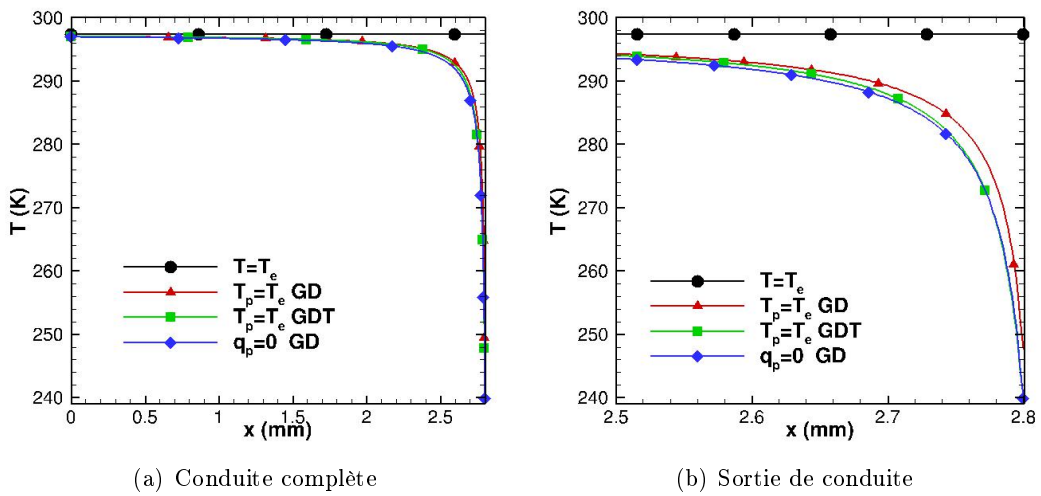 300
290
280
270
260
250
240
T (K)
0
0.5
1
1.5
2
2.5
x (mm)
T=Te
Tp=Te GD
Tp=Te GDT
qp=0 GD
(a) Conduite complète
300
290
280
270
260
250
240
T (K)
2.5
2.6
2.7
2.8
x (mm)
T=Te
Tp=Te GD
Tp=Te GDT
qp=0 GD
(b) Sortie de conduite